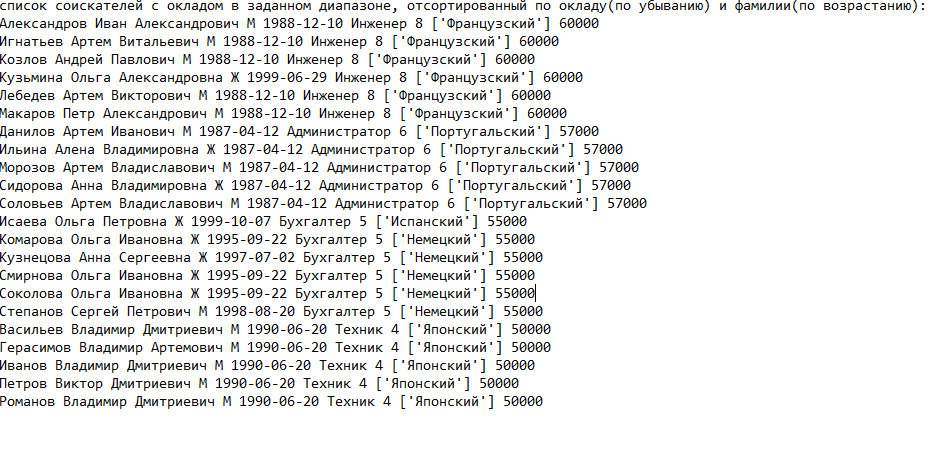 список соискателей с окладом в заданном диапазоне, отсортированный по окладу(по убыванию) и фамилии(по возрастанию):
Александров Иван Александрович М 1988-12-10 Инженер 8 ['Французский'] 60000
Игнатьев Артем Витальевич М 1988-12-10 Инженер 8 ['Французский'] 60000
Козлов Андрей Павлович М 1988-12-10 Инженер 8 ['Французский'] 60000
Кузьмина Ольга Александровна Ж 1999-06-29 Инженер 8 ['Французский'] 60000
Лебедев Артем Викторович М 1988-12-10 Инженер 8 ['Французский'] 60000
Макаров Петр Александрович М 1988-12-10 Инженер 8 ['Французский'] 60000
Данилов Артем Иванович М 1987-04-12 Администратор 6 ['Португальский'] 57000
Ильина Алена Владимировна Ж 1987-04-12 Администратор 6 ['Португальский'] 57000
Морозов Артем Владиславович М 1987-04-12 Администратор 6 ['Португальский'] 57000
Сидорова Анна Владимировна Ж 1987-04-12 Администратор 6 ['Португальский'] 57000
Соловьев Артем Владиславович М 1987-04-12 Администратор 6 ['Португальский'] 57000
Исаева Ольга Петровна Ж 1999-10-07 Бухгалтер 5 ['Испанский'] 55000
Комарова Ольга Ивановна Ж 1995-09-22 Бухгалтер 5 ['Немецкий'] 55000
Кузнецова Анна Сергеевна Ж 1997-07-02 Бухгалтер 5 ['Немецкий'] 55000
Смирнова Ольга Ивановна Ж 1995-09-22 Бухгалтер 5 ['Немецкий'] 55000
Соколова Ольга Ивановна Ж 1995-09-22 Бухгалтер 5 ['Немецкий'] 55000
Степанов Сергей Петрович М 1998-08-20 Бухгалтер 5 ['Немецкий'] 55000
Васильев Владимир Дмитриевич М 1990-06-20 Техник 4 ['Японский'] 50000
Герасимов Владимир Артемович М 1990-06-20 Техник 4 ['Японский'] 50000
Иванов Владимир Дмитриевич М 1990-06-20 Техник 4 ['Японский'] 50000
Петров Виктор Дмитриевич М 1990-06-20 Техник 4 ['Японский'] 50000
Романов Владимир Дмитриевич М 1990-06-20 Техник 4 ['Японский'] 50000